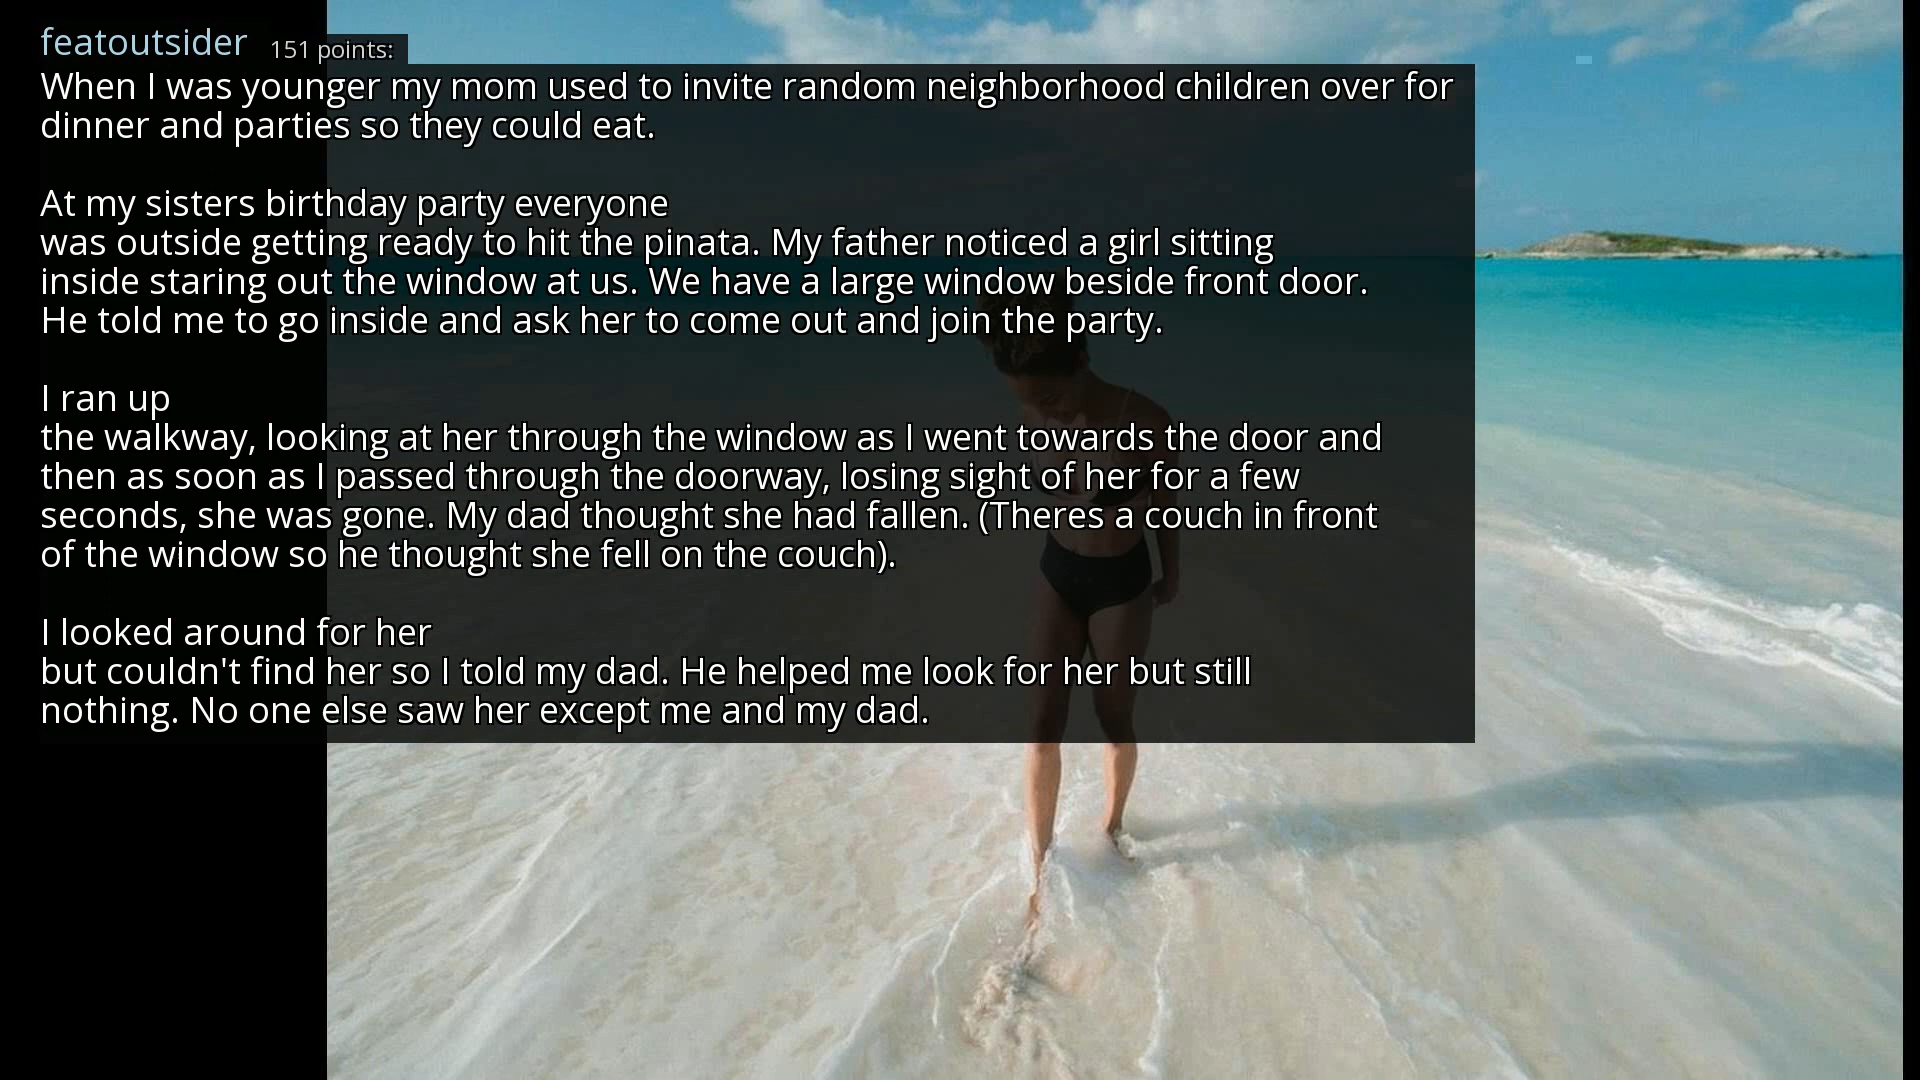 featoutsider 151 points:
When I was younger my mom used to invite random neighborhood children over for
dinner and parties so they could eat.
At my sisters birthday party everyone
was outside getting ready to hit the pinata. My father noticed a girl sitting
inside staring out the window at us. We have a large window beside front door.
He told me to go inside and ask her to come out and join the party.
I ran up
the walkway, looking at her through the window as I went towards the door and
then as soon as I passed through the doorway, losing sight of her for a few
seconds, she was gone. My dad thought she had fallen. (Theres a couch in front
of the window so he thought she fell on the couch).
I looked around for her
but couldn't find her so I told my dad. He helped me look for her but still
nothing. No one else saw her except me and my dad.